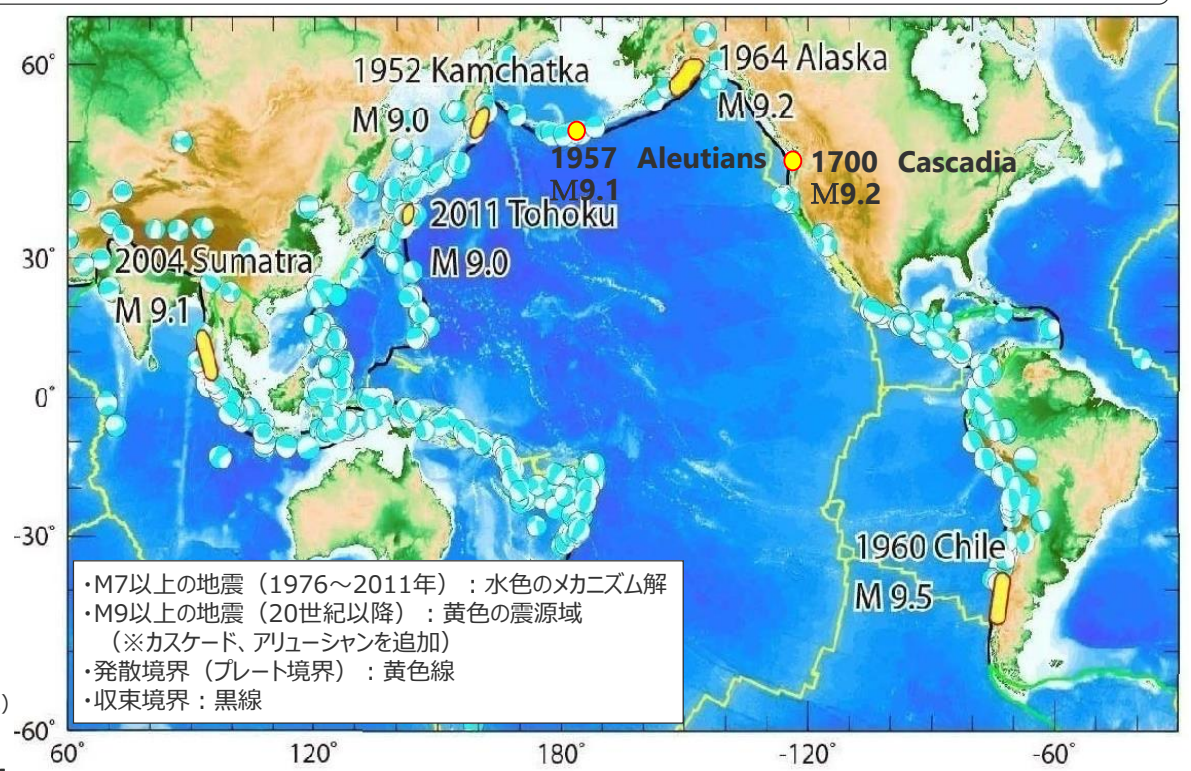 60°
1952 Kamchatka
M 9.0
1964 Alaska
M 9.2
1957 Aleutians
M9.1
1700 Cascadia
M9.2
2011 Tohoku
M 9.0
30°
2004 Sumatra
M 9.1
0°
-30°
1960 Chile
M 9.5
・M7以上の地震（1976～2011年）：水色のメカニズム解
・M9以上の地震（20世紀以降）：黄色の震源域
（※カスケード、アリューシャンを追加）
・発散境界（プレート境界）：黄色線
・収束境界：黒線
）
-60°
60° 120° 180° -120° -60°